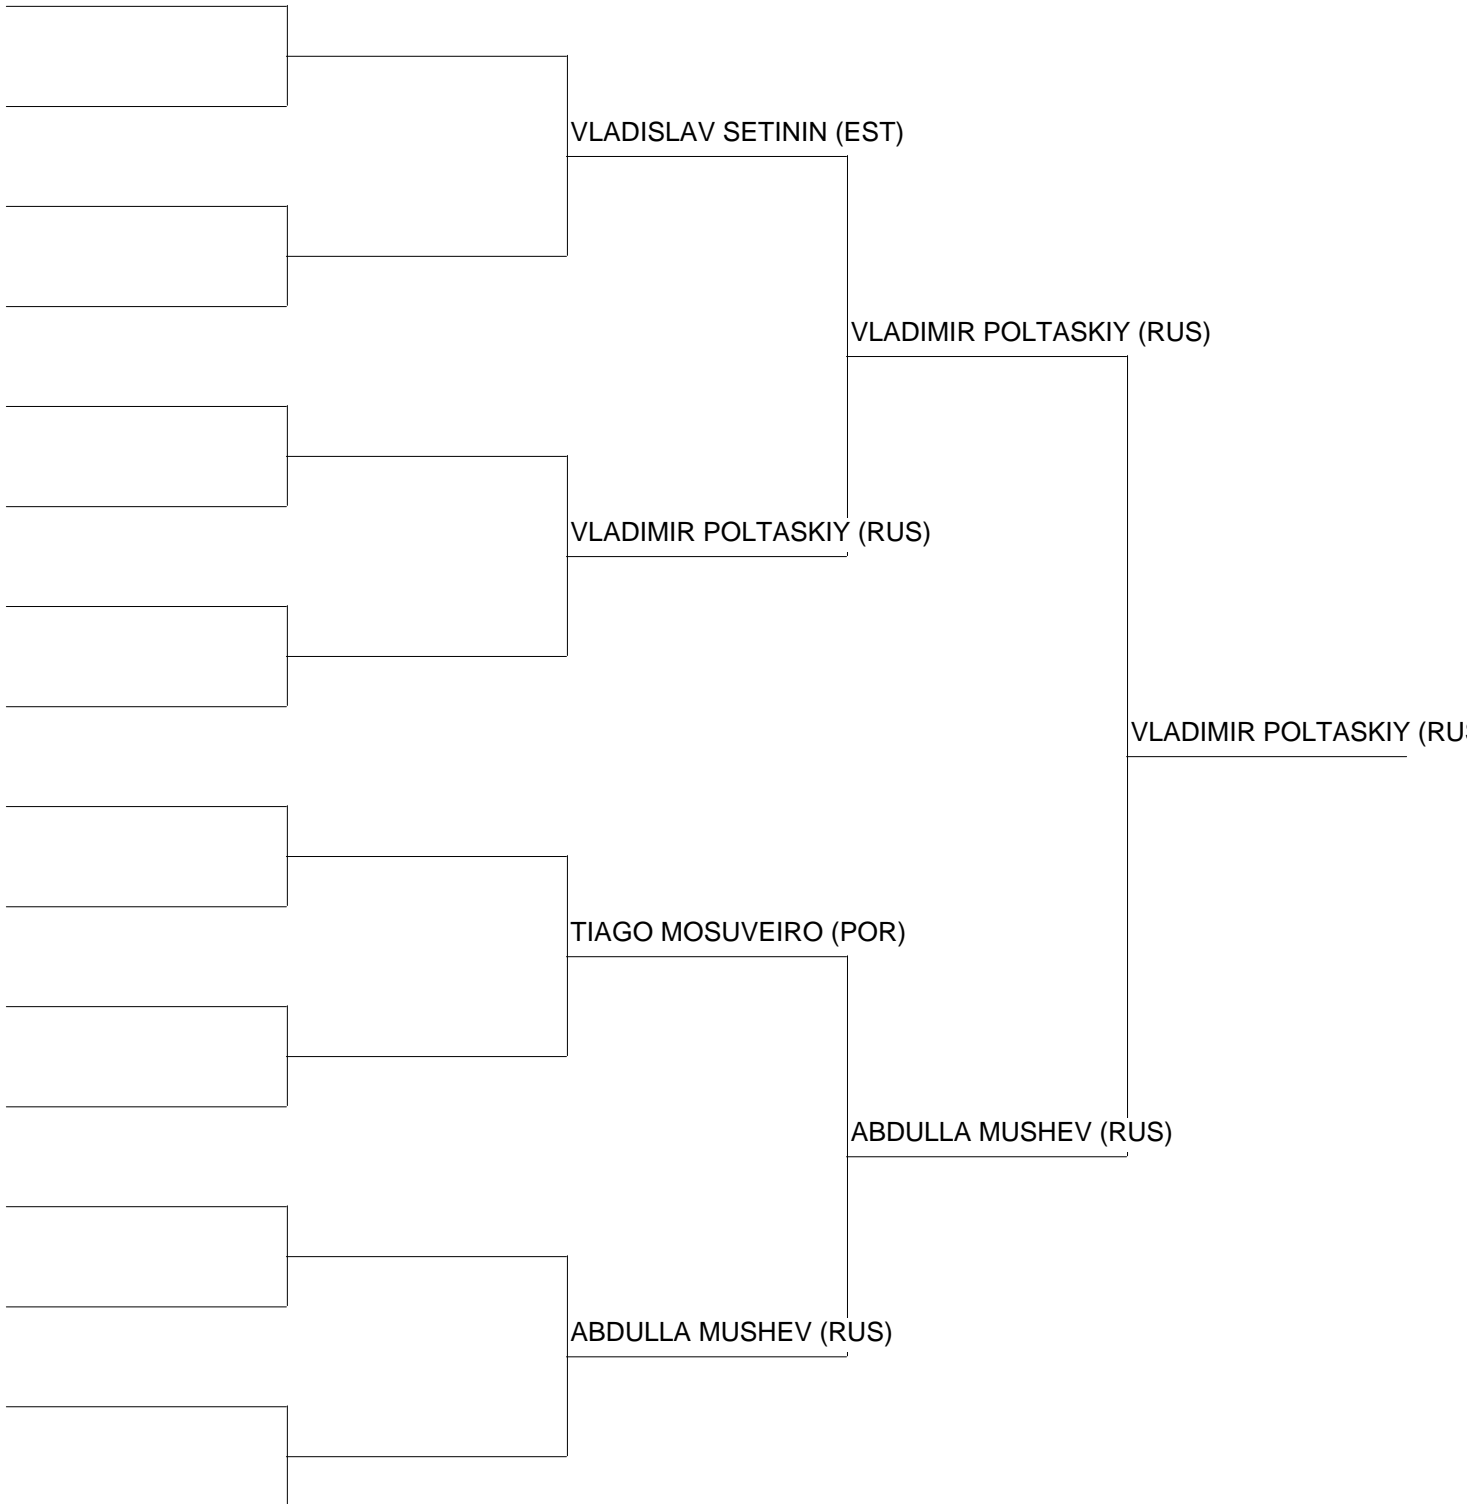 VLADISLAV SETININ (EST)
VLADIMIR POLTASKIY (RUS)
VLADIMIR POLTASKIY (RUS)
VLADIMIR POLTASKIY (RUS
TIAGO MOSUVEIRO (POR)
ABDULLA MUSHEV (RUS)
ABDULLA MUSHEV (RUS)